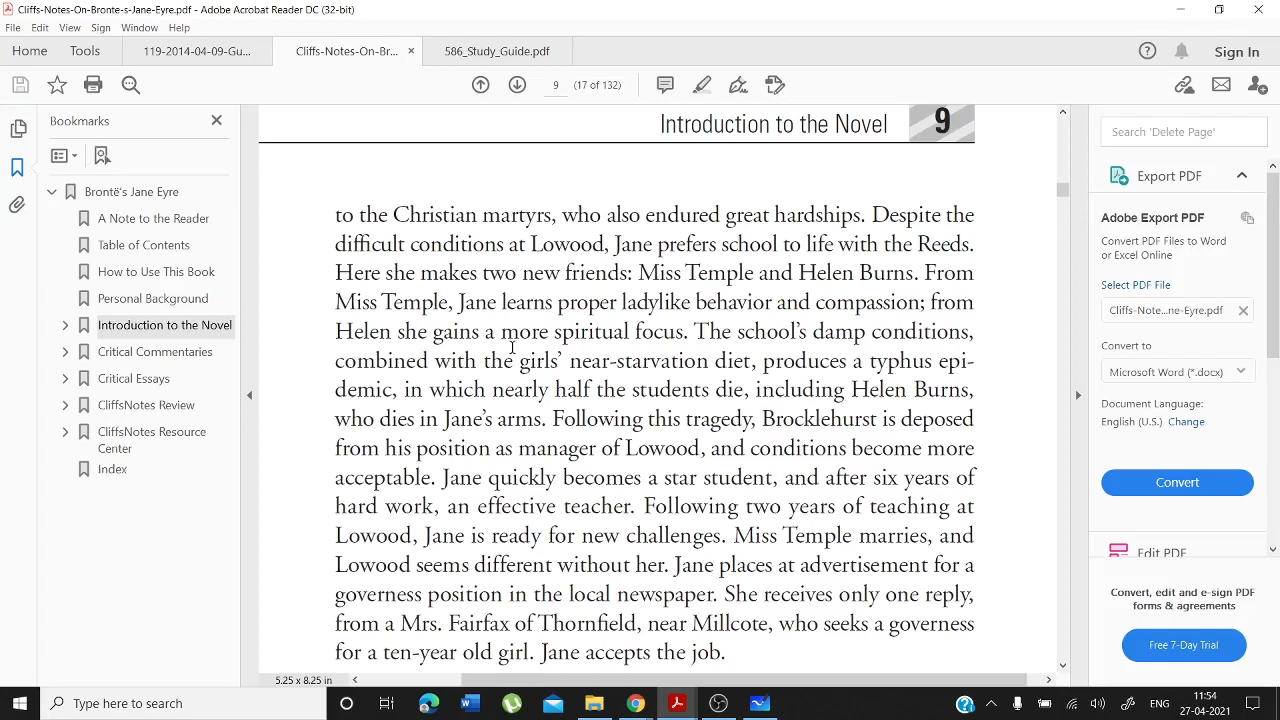 Cliffs-Notes-On-Bronte-s-Jane-Eyre.pdf - Adobe Acrobat Reader DC (32-bit)
File Edit View Sign Window Help
Home Tools 119-2014-04-09-Gu... Cliffs-Notes-On-Br... × 586_Study_Guide.pdf Sign In
9 (17 of 132)
Bookmarks
Brontë's Jane Eyre
A Note to the Reader
Table of Contents
How to Use This Book
Personal Background
Introduction to the Novel
Critical Commentaries
Critical Essays
CliffsNotes Review
CliffsNotes Resource
Center
Index
Introduction to the Novel 9
to the Christian martyrs, who also endured great hardships. Despite the
difficult conditions at Lowood, Jane prefers school to life with the Reeds.
Here she makes two new friends: Miss Temple and Helen Burns. From
Miss Temple, Jane learns proper ladylike behavior and compassion; from
Helen she gains a more spiritual focus. The school's damp conditions,
combined with the girls' near-starvation diet, produces a typhus epi-
demic, in which nearly half the students die, including Helen Burns,
who dies in Jane's arms. Following this tragedy, Brocklehurst is deposed
from his position as manager of Lowood, and conditions become more
acceptable. Jane quickly becomes a star student, and after six years of
hard work, an effective teacher. Following two years of teaching at
Lowood, Jane is ready for new challenges. Miss Temple marries, and
Lowood seems different without her. Jane places at advertisement for a
governess position in the local newspaper. She receives only one reply,
from a Mrs. Fairfax of Thornfield, near Millcote, who seeks a governess
for a ten-year old girl. Jane accepts the job.
5.25 x 8.25 in
Search 'Delete Page'
Export PDF
Adobe Export PDF
Convert PDF Files to Word
or Excel Online
Select PDF File
Cliffs-Note...ne-Eyre.pdf
Convert to
Microsoft Word (*.docx)
Document Language:
English (U.S.) Change
Convert
Edit PDF
Convert, edit and e-sign PDF
forms & agreements
Free 7-Day Trial
Type here to search
ENG
11:54
27-04-2021